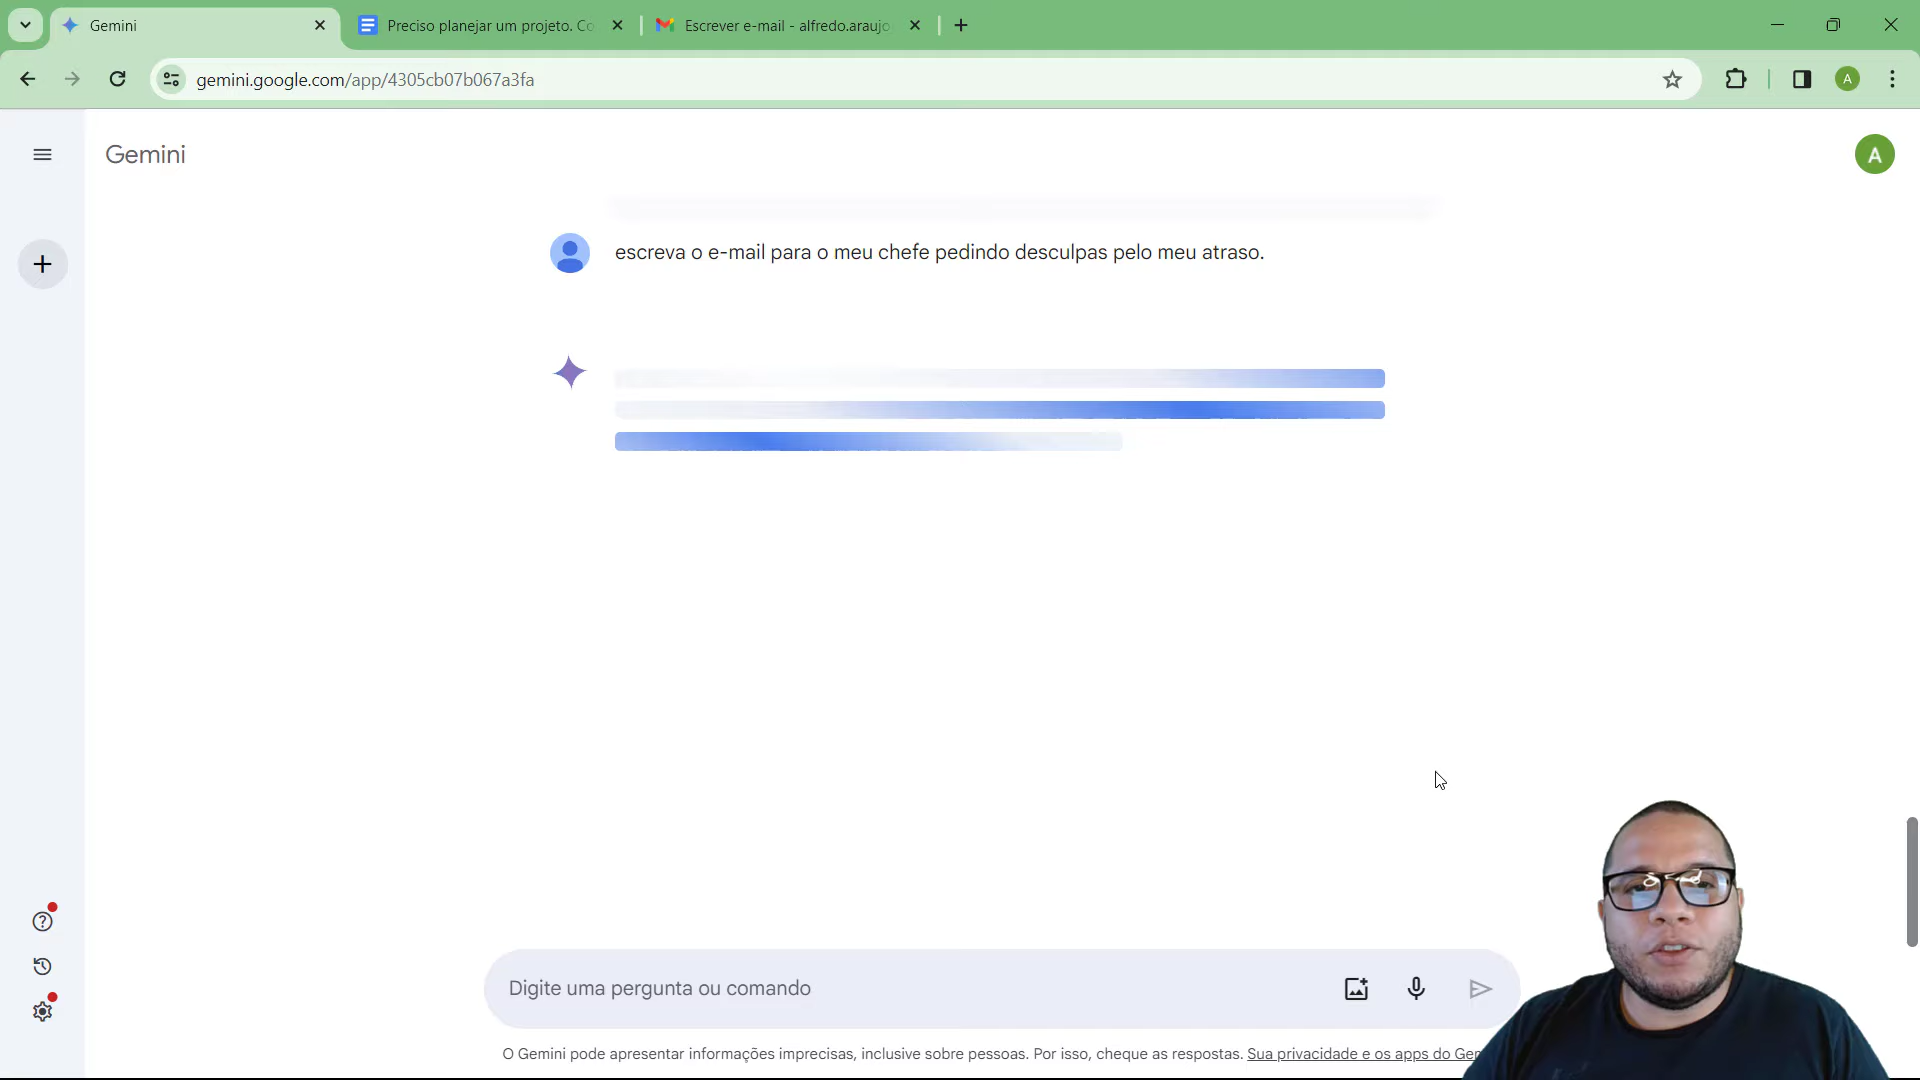 Gemini
Preciso planejar um projeto. Co
Escrever e-mail - alfredo.araujo
gemini.google.com/app/4305cb07b067a3fa
A
Gemini
A
escreva o e-mail para o meu chefe pedindo desculpas pelo meu atraso.
Digite uma pergunta ou comando
O Gemini pode apresentar informações imprecisas, inclusive sobre pessoas. Por isso, cheque as respostas. Sua privacidade e os apps do Ge